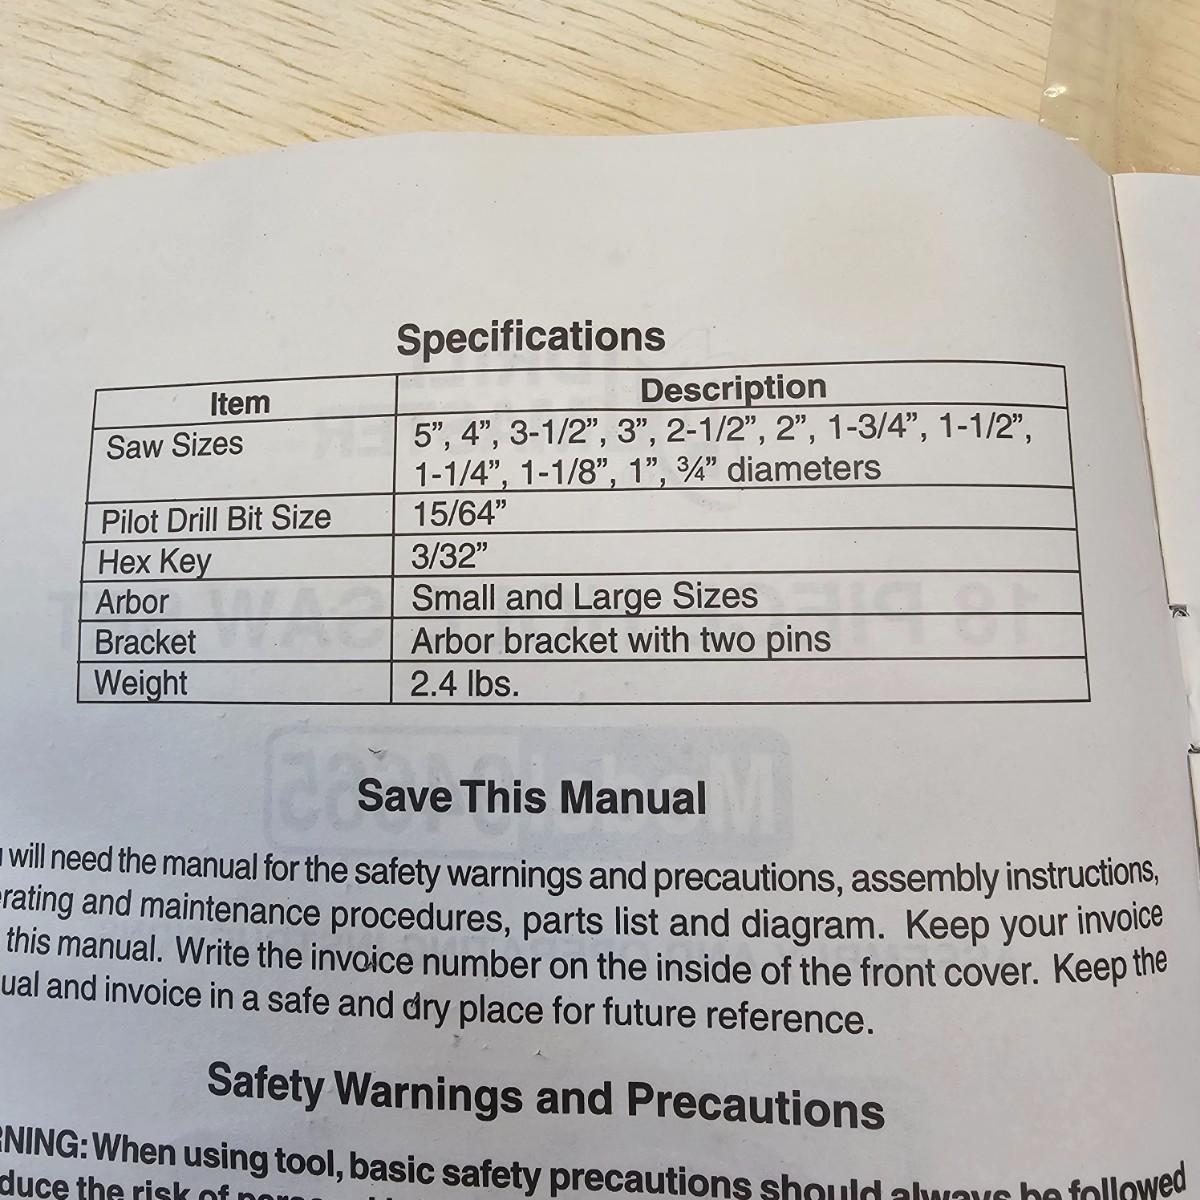 Specifications
Item Description
Saw Sizes 5”, 4”, 3-1/2”, 3”, 2-1/2”, 2”, 1-3/4”, 1-1/2”,
1-1/4”, 1-1/8”, 1”, ¾” diameters
Pilot Drill Bit Size 15/64”
Hex Key 3/32”
Arbor Small and Large Sizes
Bracket Arbor bracket with two pins
Weight 2.4 lbs.
Save This Manual
will need the manual for the safety warnings and precautions, assembly instructions,
rating and maintenance procedures, parts list and diagram. Keep your invoice
this manual. Write the invoice number on the inside of the front cover. Keep the
ual and invoice in a safe and dry place for future reference.
Safety Warnings and Precautions
NING: When using tool, basic safety precautions should always be followed
duce the risk of